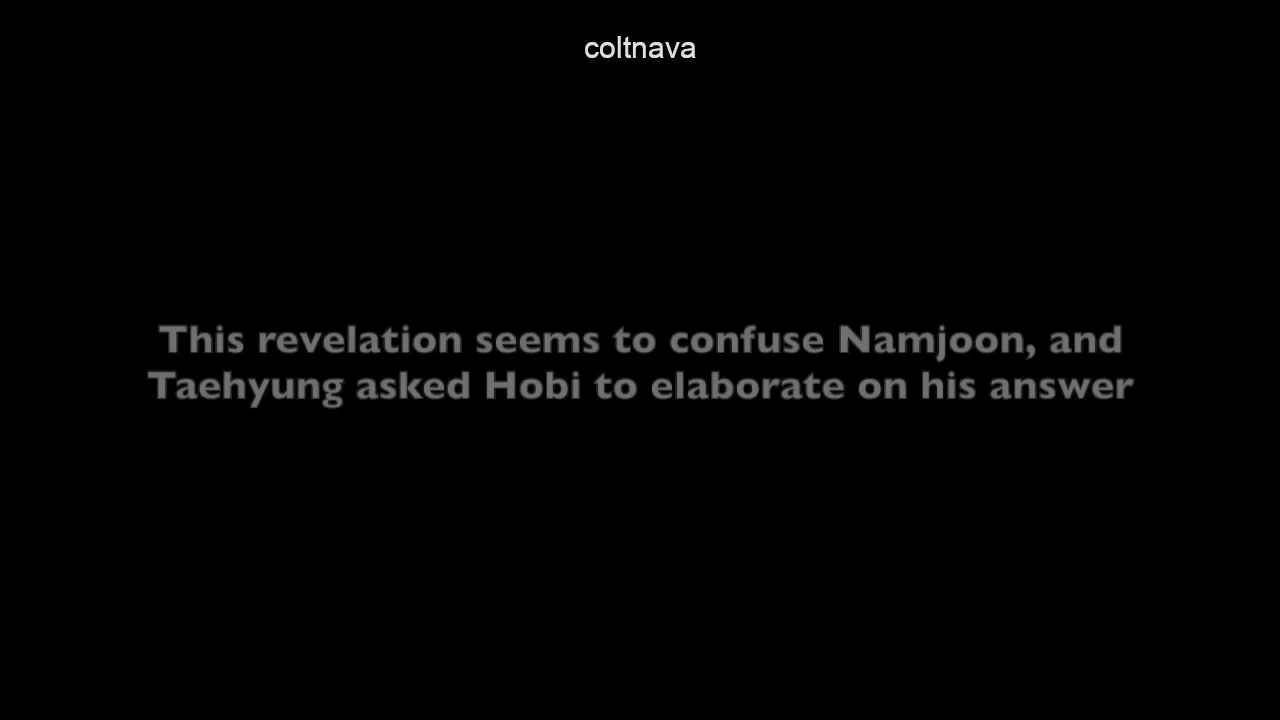 coltnava
This revelation seems to confuse Namjoon, and
Taehyung asked Hobi to elaborate on his answer